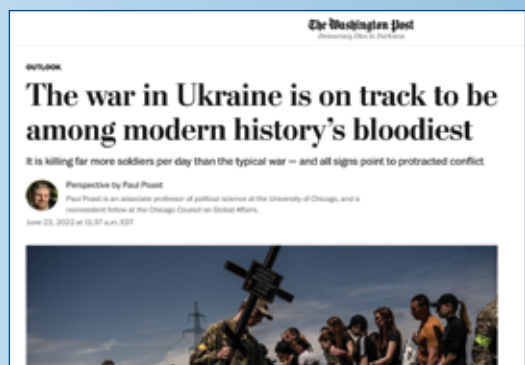 The Washington Post
Democracy Dies in Darkness
OUTLOOK
The war in Ukraine is on track to be
among modern history's bloodiest
It is killing far more soldiers per day than the typical war — and all signs point to protracted conflict
Perspective by Paul Poast
Paul Poast is an associate professor of political science at the University of Chicago, and a
nonresident fellow at the Chicago Council on Global Affairs.
June 23, 2022 at 11:37 a.m. EDT